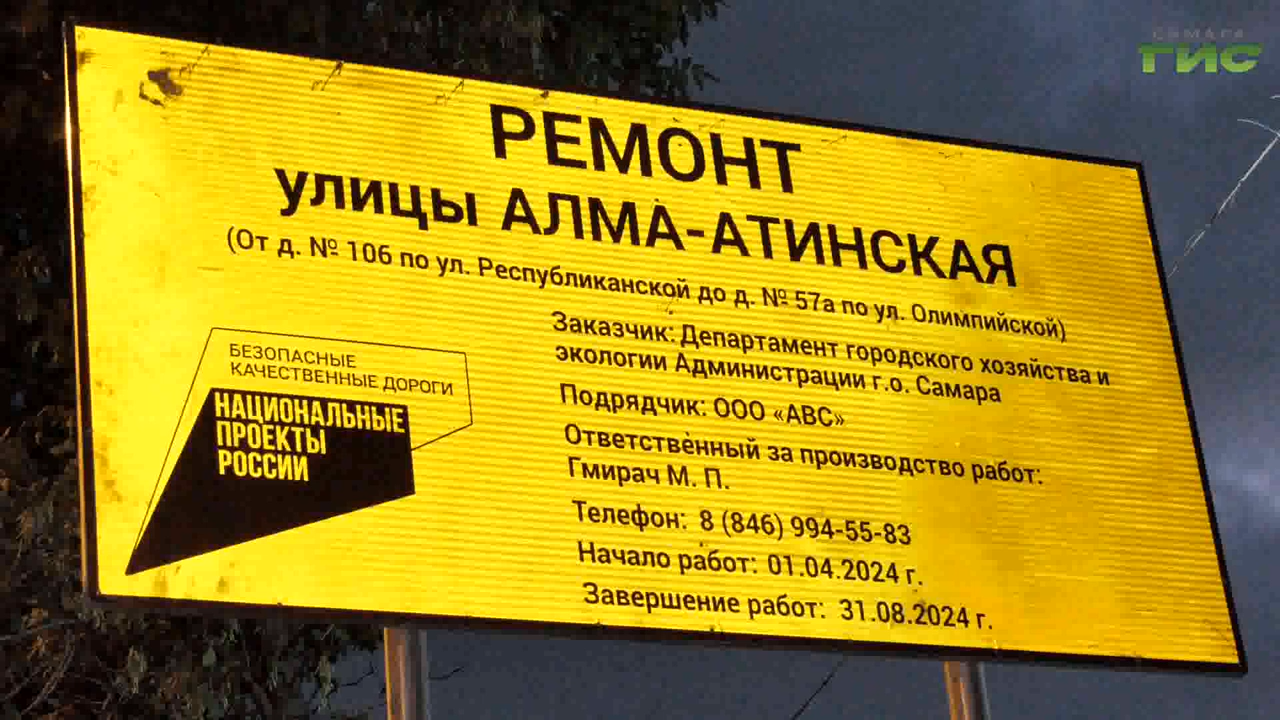 САМАРА
ГИС
РЕМОНТ
улицы АЛМА-АТИНСКАЯ
(От д. № 106 по ул. Республиканской до д. № 57а по ул. Олимпийской)
Заказчик: Департамент городского хозяйства и
экологии Администрации г.о. Самара
Подрядчик: ООО «АВС»
Ответственный за производство работ:
Гмирач М. П.
Телефон: 8 (846) 994-55-83
Начало работ: 01.04.2024 г.
Завершение работ: 31.08.2024 г.
БЕЗОПАСНЫЕ
КАЧЕСТВЕННЫЕ ДОРОГИ
НАЦИОНАЛЬНЫЕ
ПРОЕКТЫ
РОССИИ